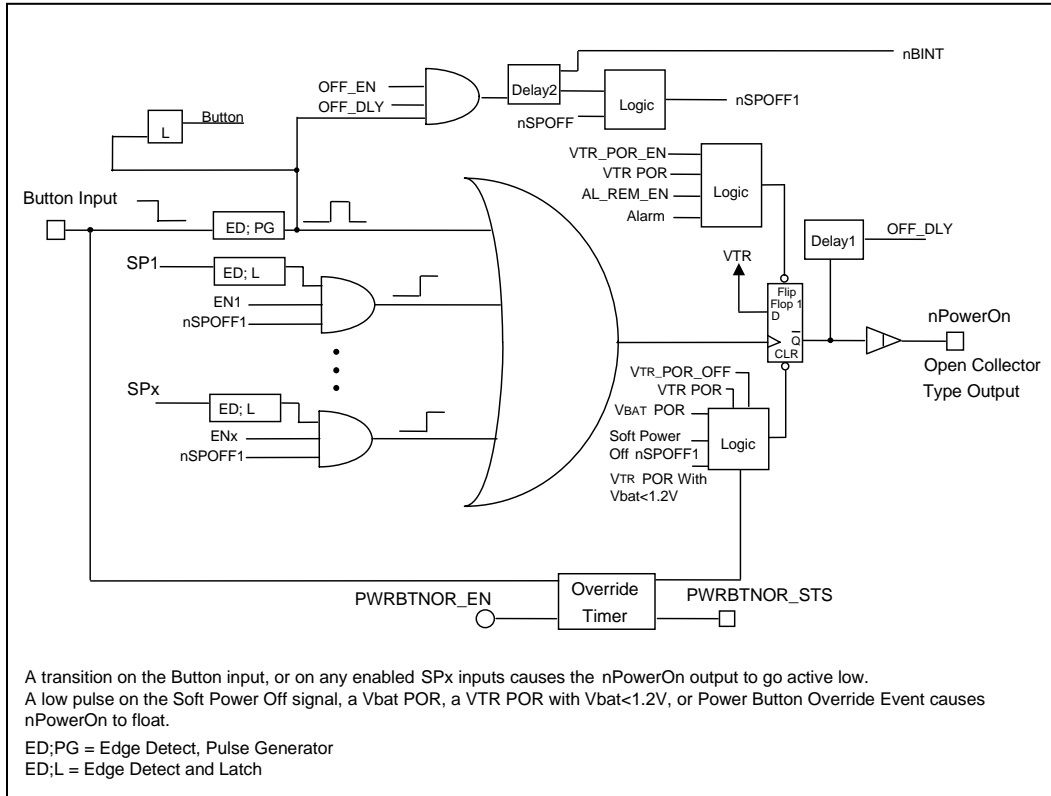 nBINT
OFF_EN
OFF_DLY
Delay2
Logic
nSPOFF1
nSPOFF
Button
L
VTR_POR_EN
VTR POR
AL_REM_EN
Alarm
Logic
Button Input
ED; PG
Delay1
OFF_DLY
VTR
SP1
ED; L
EN1
nSPOFF1
Flip
Flop 1
D
Q
CLR
nPowerOn
Open Collector
Type Output
SPx
ED; L
ENx
nSPOFF1
VTR_POR_OFF
VTR POR
VBAT POR
Soft Power
Off nSPOFF1
VTR POR With
Vbat<1.2V
Logic
PWRBTNOR_EN
Override
Timer
PWRBTNOR_STS
A transition on the Button input, or on any enabled SPx inputs causes the nPowerOn output to go active low.
A low pulse on the Soft Power Off signal, a Vbat POR, a VTR POR with Vbat<1.2V, or Power Button Override Event causes
nPowerOn to float.
ED;PG = Edge Detect, Pulse Generator
ED;L = Edge Detect and Latch